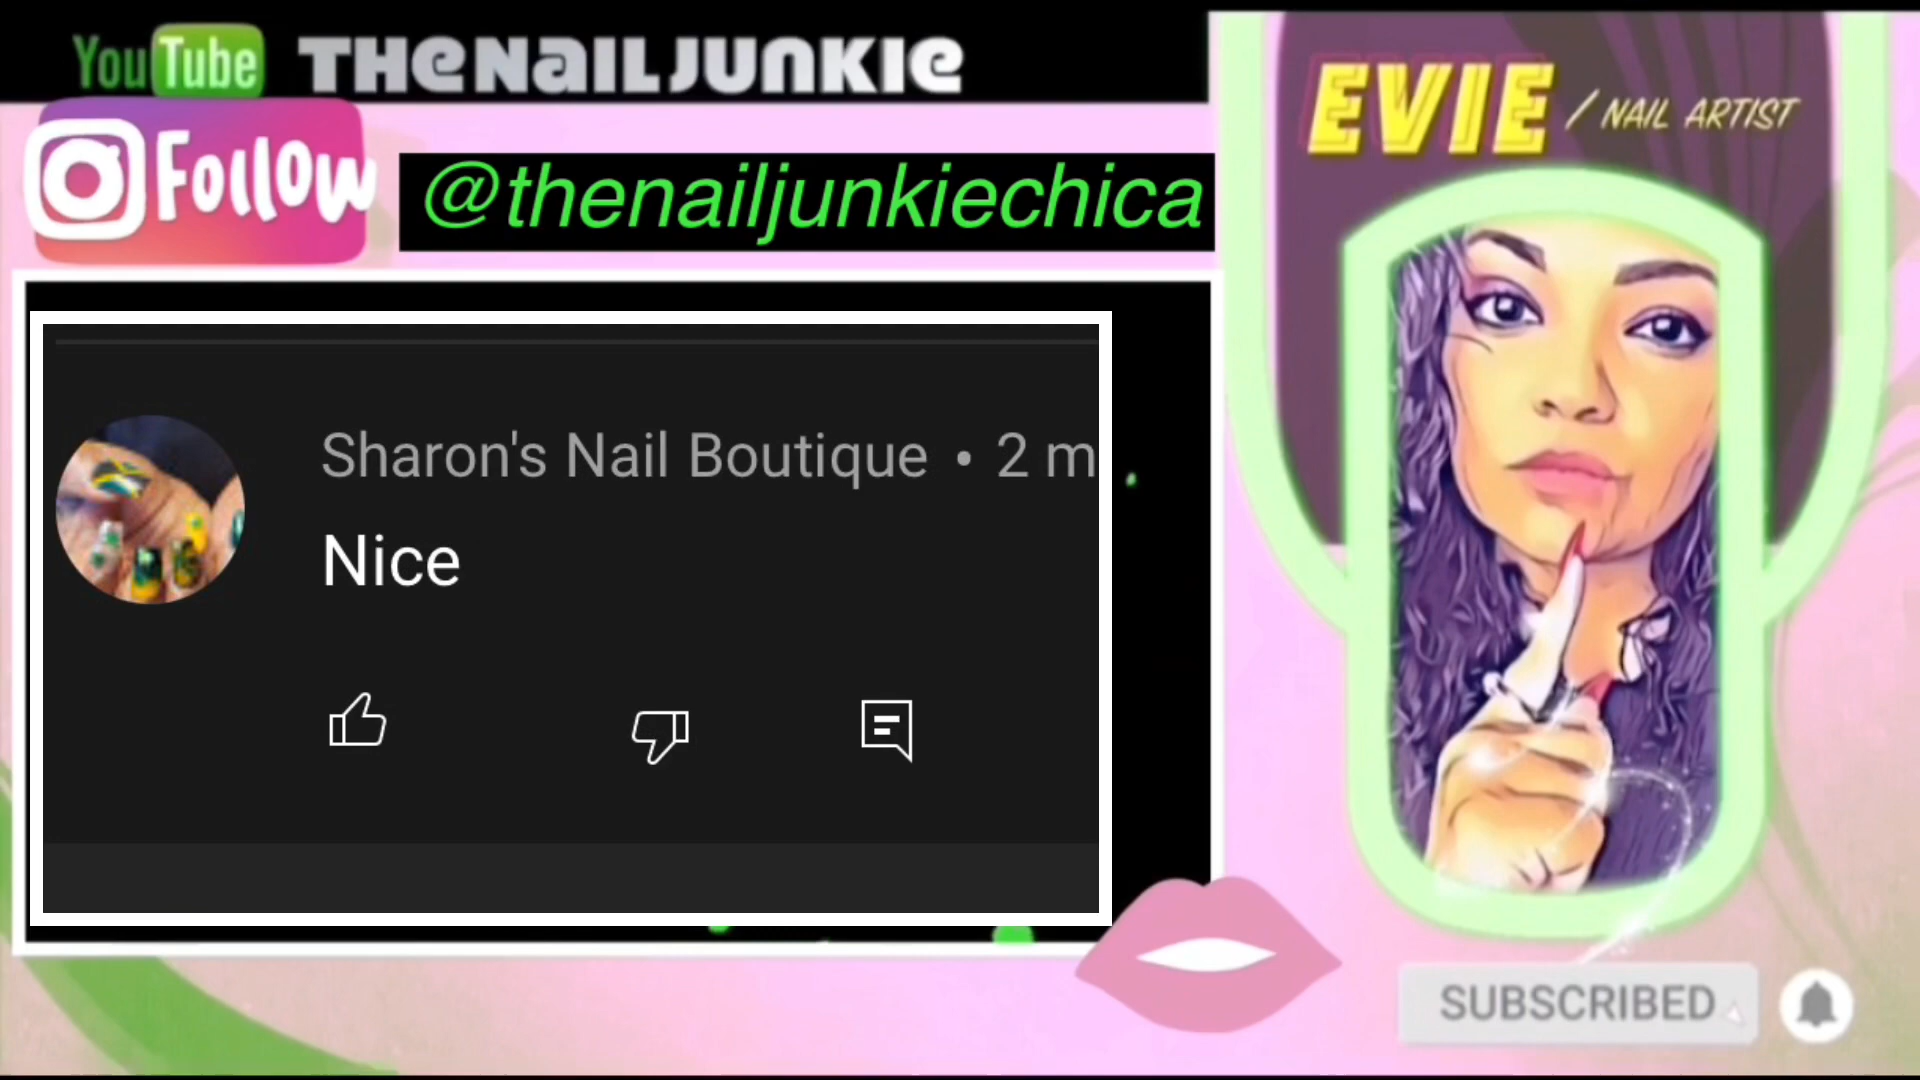 YouTube THeNaiLJUNKIe
EVIE / NAIL ARTIST
Follow @thenailjunkiechica
Sharon's Nail Boutique • 2 m
Nice
SUBSCRIBED